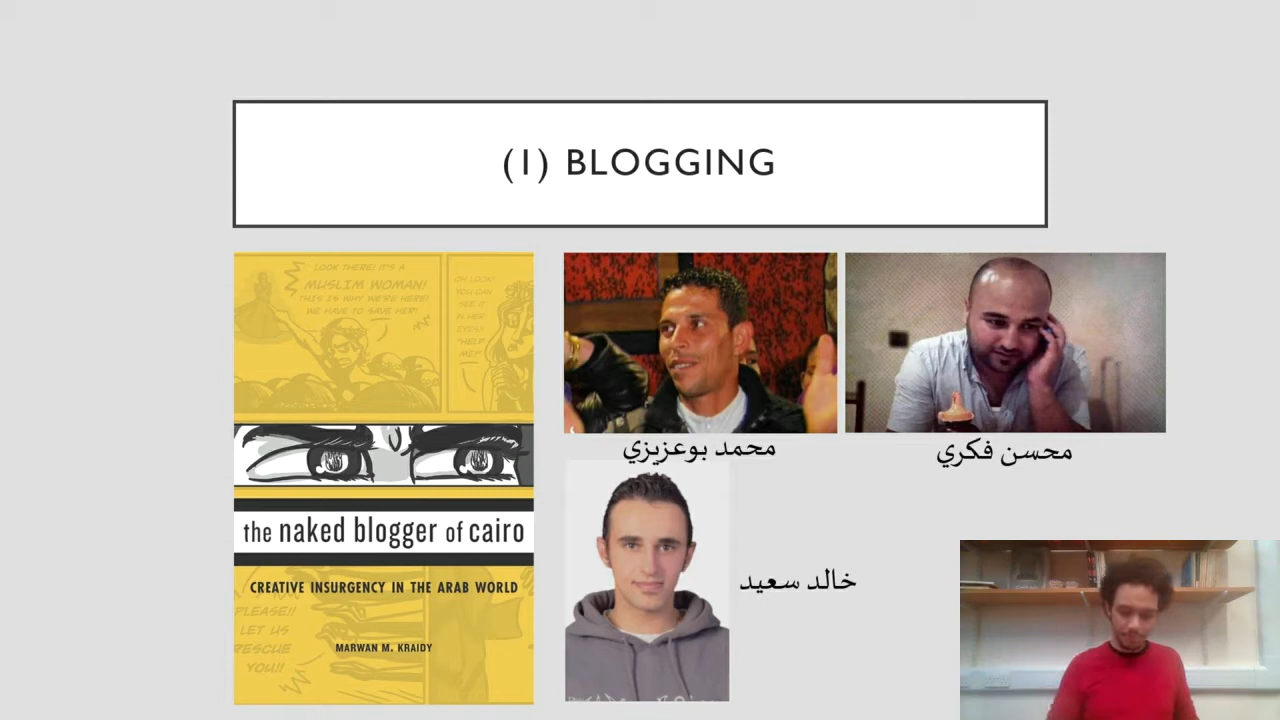 (1) BLOGGING
LOOK THERE! IT'S A
MUSLIM WOMAN!
THIS IS WHY WE'RE HERE!
WE HAVE TO SAVE HER!
OH LOOK!
YOU CAN
SEE IT
IN HER
EYES!!
"HELP
ME!"
the naked blogger of cairo
CREATIVE INSURGENCY IN THE ARAB WORLD
PLEASE!!
LET US
RESCUE
YOU!!
MARWAN M. KRAIDY
محمد بوعزيزي
محسن فكري
خالد سعيد